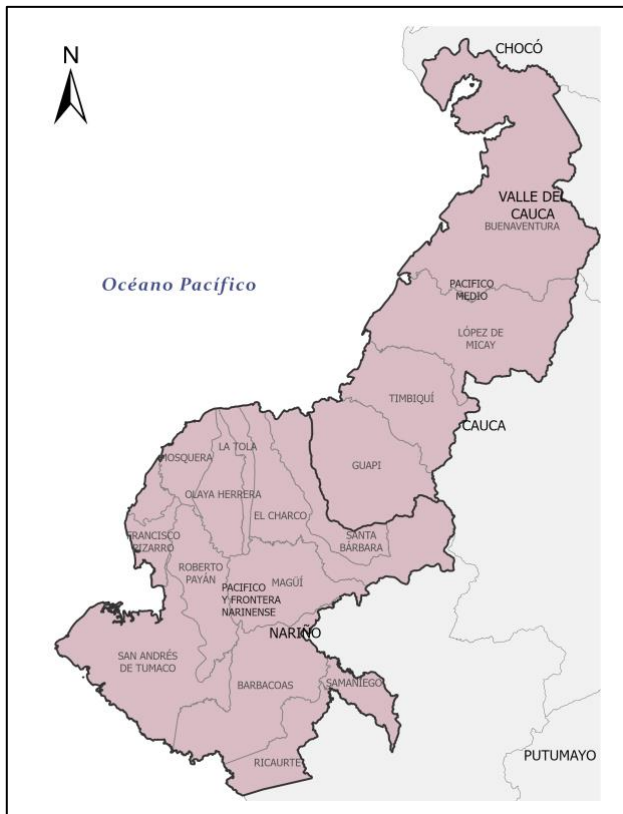 N
CHOCÓ
VALLE DEL
CAUCA
BUENAVENTURA
Océano Pacífico
PACIFICO
MEDIO
LÓPEZ DE
MICAY
TIMBIQUÍ
CAUCA
LA TOLA
MOSQUERA
GUAPI
OLAYA HERRERA
EL CHARCO
FRANCISCO
PIZARRO
SANTA
BÁRBARA
ROBERTO
PAYÁN
MAGÜÍ
PACIFICO
Y FRONTERA
NARINENSE
NARIÑO
SAN ANDRÉS
DE TUMACO
BARBACOAS
SAMANIEGO
RICAURTE
PUTUMAYO